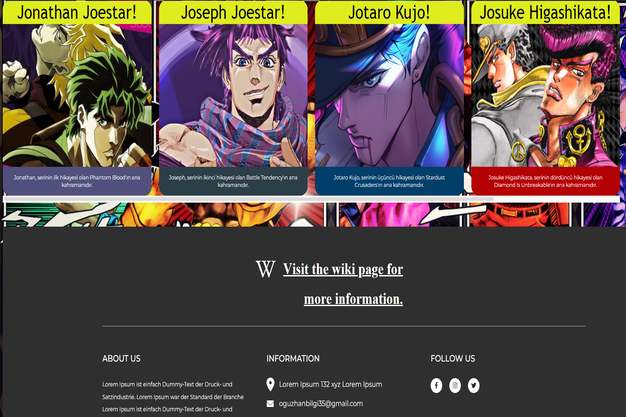 Jonathan Joestar!
Joseph Joestar!
Jotaro Kujo!
Josuke Higashikata!
Jonathan, serinin ilk hikayesi olan Phantom Blood'ın ana
kahramanıdır.
Joseph, serinin ikinci hikayesi olan Battle Tendency'ın ana
kahramanıdır.
Jotaro Kujo, serinin üçüncü hikayesi olan Stardust
Crusaders'ın ana kahramanıdır.
Josuke Higashikata, serinin dördüncü hikayesi olan
Diamond Is Unbreakable'ın ana kahramanıdır.
W Visit the wiki page for
more information.
ABOUT US
Lorem Ipsum ist einfach Dummy-Text der Druck- und
Satzindustrie. Lorem Ipsum war der Standard der Branche
Lorem Ipsum ist einfach Dummy-Text der Druck- und
INFORMATION
Lorem Ipsum 132 xyz Lorem Ipsum
oguzhanbilgi35@gmail.com
FOLLOW US